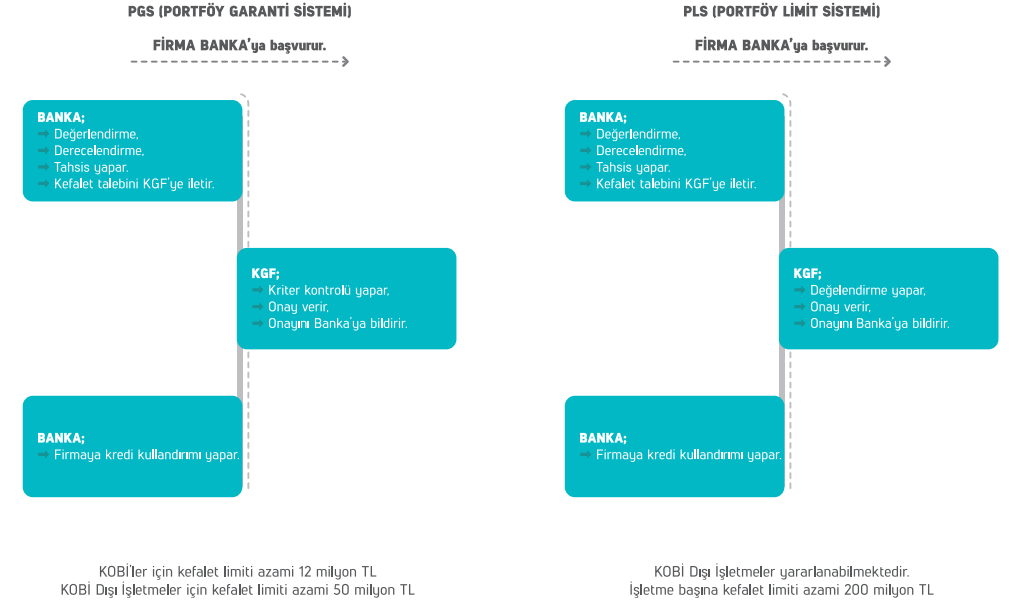 PGS (PORTFÖY GARANTİ SİSTEMİ)
FİRMA BANKA'ya başvurur.
BANKA;
➡ Değerlendirme,
➡ Derecelendirme,
➡ Tahsis yapar.
➡ Kefalet talebini KGF'ye iletir.
KGF;
➡ Kriter kontrolü yapar,
➡ Onay verir,
➡ Onayını Banka'ya bildirir.
BANKA;
➡ Firmaya kredi kullandırımı yapar.
KOBİ'ler için kefalet limiti azami 12 milyon TL
KOBİ Dışı İşletmeler için kefalet limiti azami 50 milyon TL
PLS (PORTFÖY LİMİT SİSTEMİ)
FİRMA BANKA'ya başvurur.
BANKA;
➡ Değerlendirme,
➡ Derecelendirme,
➡ Tahsis yapar.
➡ Kefalet talebini KGF'ye iletir.
KGF;
➡ Değelendirme yapar,
➡ Onay verir,
➡ Onayını Banka'ya bildirir.
BANKA;
➡ Firmaya kredi kullandırımı yapar.
KOBİ Dışı İşletmeler yararlanabilmektedir.
İşletme başına kefalet limiti azami 200 milyon TL